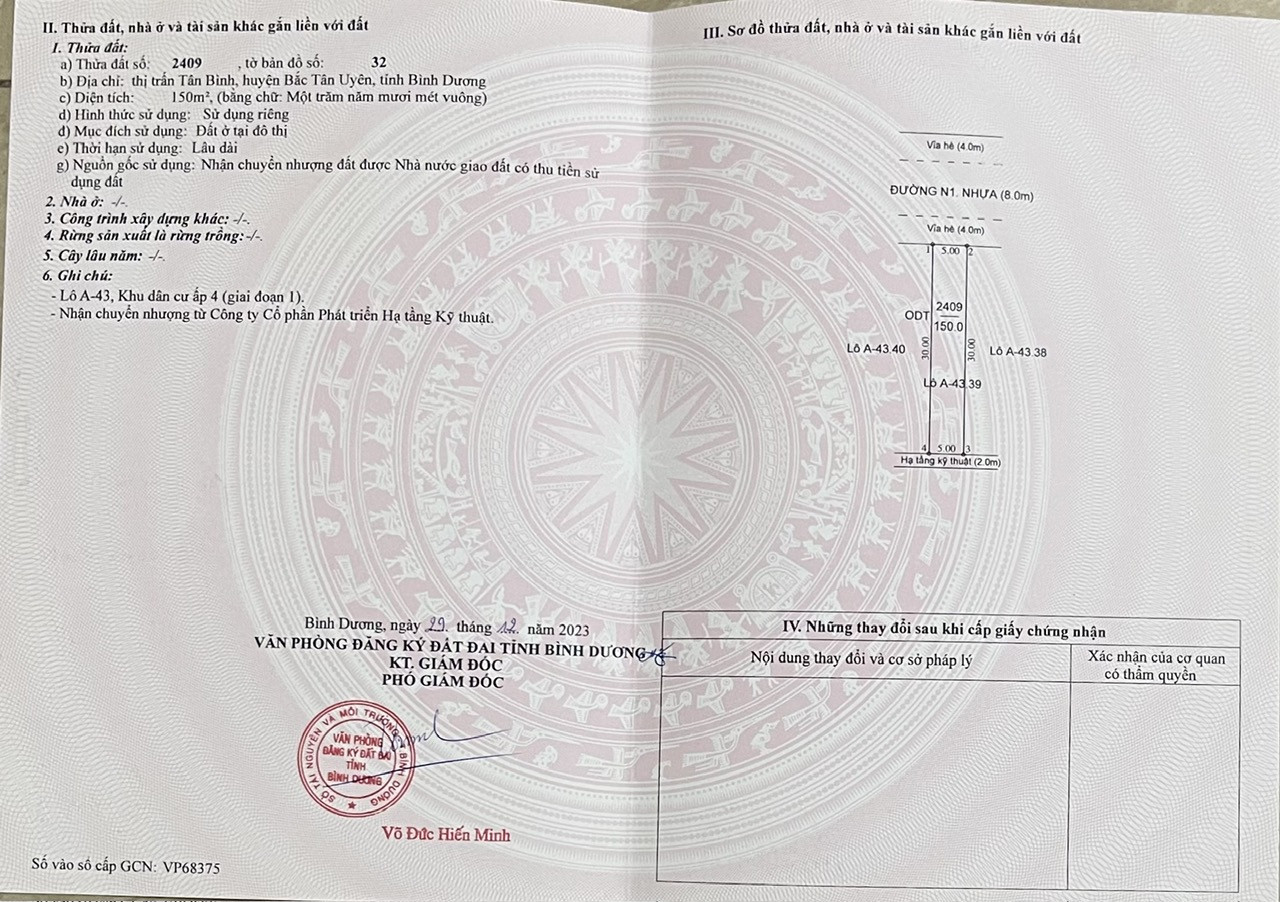 II. Thửa đất, nhà ở và tài sản khác gắn liền với đất
1. Thửa đất:
a) Thửa đất số: 2409 , tờ bản đồ số: 32
b) Địa chỉ: thị trấn Tân Bình, huyện Bắc Tân Uyên, tỉnh Bình Dương
c) Diện tích: 150m², (bằng chữ: Một trăm năm mươi mét vuông)
d) Hình thức sử dụng: Sử dụng riêng
đ) Mục đích sử dụng: Đất ở tại đô thị
e) Thời hạn sử dụng: Lâu dài
g) Nguồn gốc sử dụng: Nhận chuyển nhượng đất được Nhà nước giao đất có thu tiền sử
dụng đất
2. Nhà ở: -/-.
3. Công trình xây dựng khác: -/-.
4. Rừng sản xuất là rừng trồng: -/-.
5. Cây lâu năm: -/-.
6. Ghi chú:
- Lô A-43, Khu dân cư ấp 4 (giai đoạn 1).
- Nhận chuyển nhượng từ Công ty Cổ phần Phát triển Hạ tầng Kỹ thuật.
Bình Dương, ngày 29. tháng 12. năm 2023
VĂN PHÒNG ĐĂNG KÝ ĐẤT ĐAI TỈNH BÌNH DƯƠNG
KT. GIÁM ĐỐC
PHÓ GIÁM ĐỐC
SỞ TÀI NGUYÊN VÀ MÔI TRƯỜNG T. BÌNH DƯƠNG
VĂN PHÒNG
ĐĂNG KÝ ĐẤT ĐAI
TỈNH
BÌNH DƯƠNG
Võ Đức Hiến Minh
Số vào sổ cấp GCN: VP68375
III. Sơ đồ thửa đất, nhà ở và tài sản khác gắn liền với đất
Vỉa hè (4.0m)
ĐƯỜNG N1. NHỰA (8.0m)
Vỉa hè (4.0m)
1 5.00 2
ODT 2409
150.0
Lô A-43.40 30.00 30.00 Lô A-43.38
Lô A-43.39
4 5.00 3
Hạ tầng kỹ thuật (2.0m)
IV. Những thay đổi sau khi cấp giấy chứng nhận
Nội dung thay đổi và cơ sở pháp lý
Xác nhận của cơ quan
có thẩm quyền